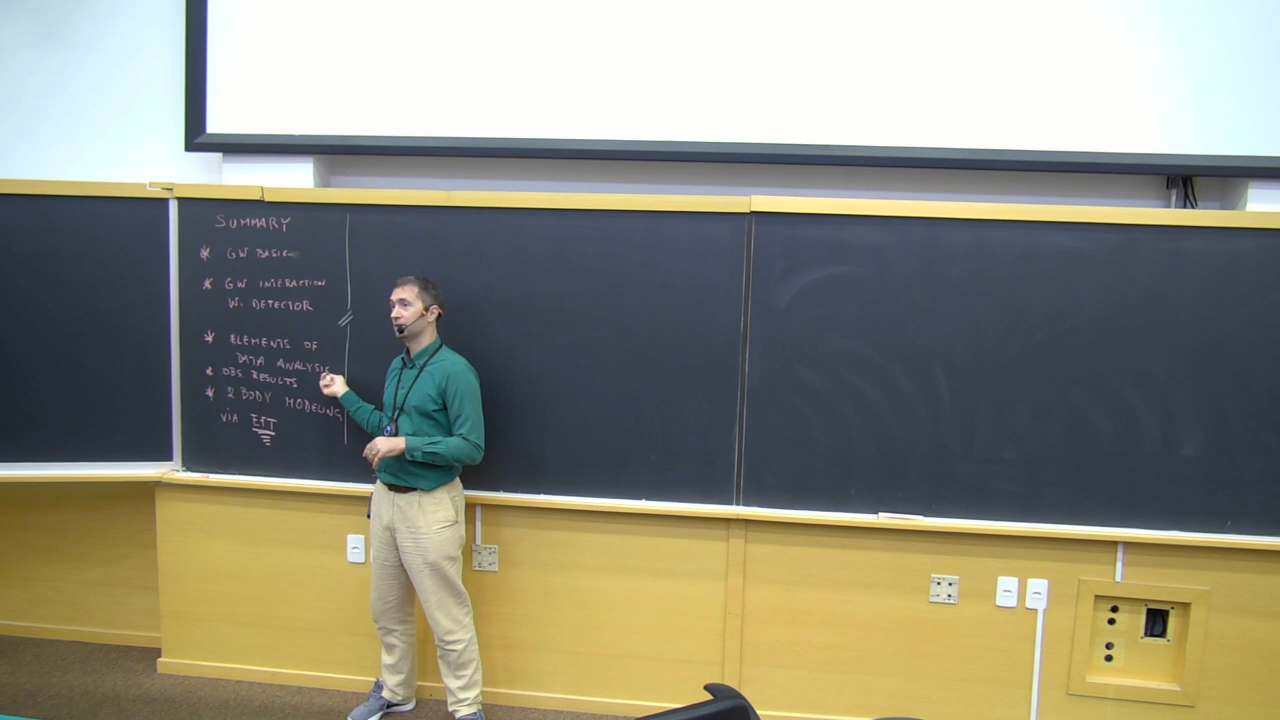 SUMMARY
* GW BASICS
* GW INTERACTION
W. DETECTOR
* ELEMENTS OF
DATA ANALYSIS
* OBS RESULTS
* 2 BODY MODELING
via EFT